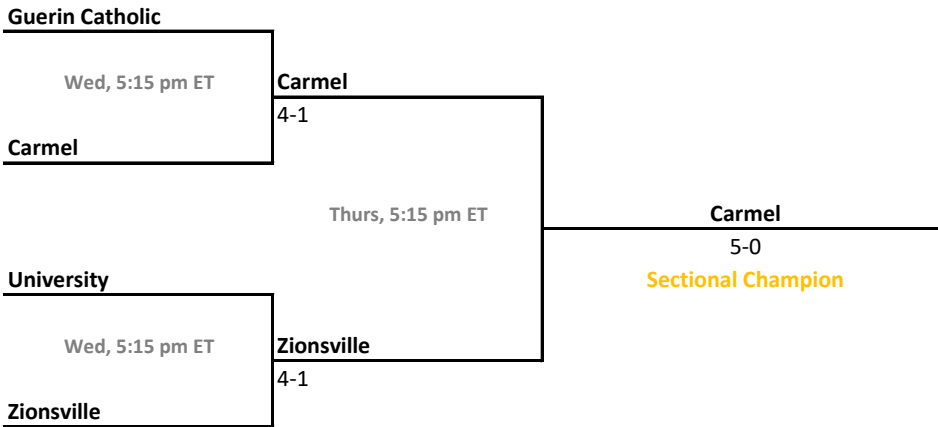 Guerin Catholic
Wed, 5:15 pm ET
Carmel
4-1
Carmel
Thurs, 5:15 pm ET
Carmel
5-0
Sectional Champion
University
Wed, 5:15 pm ET
Zionsville
4-1
Zionsville